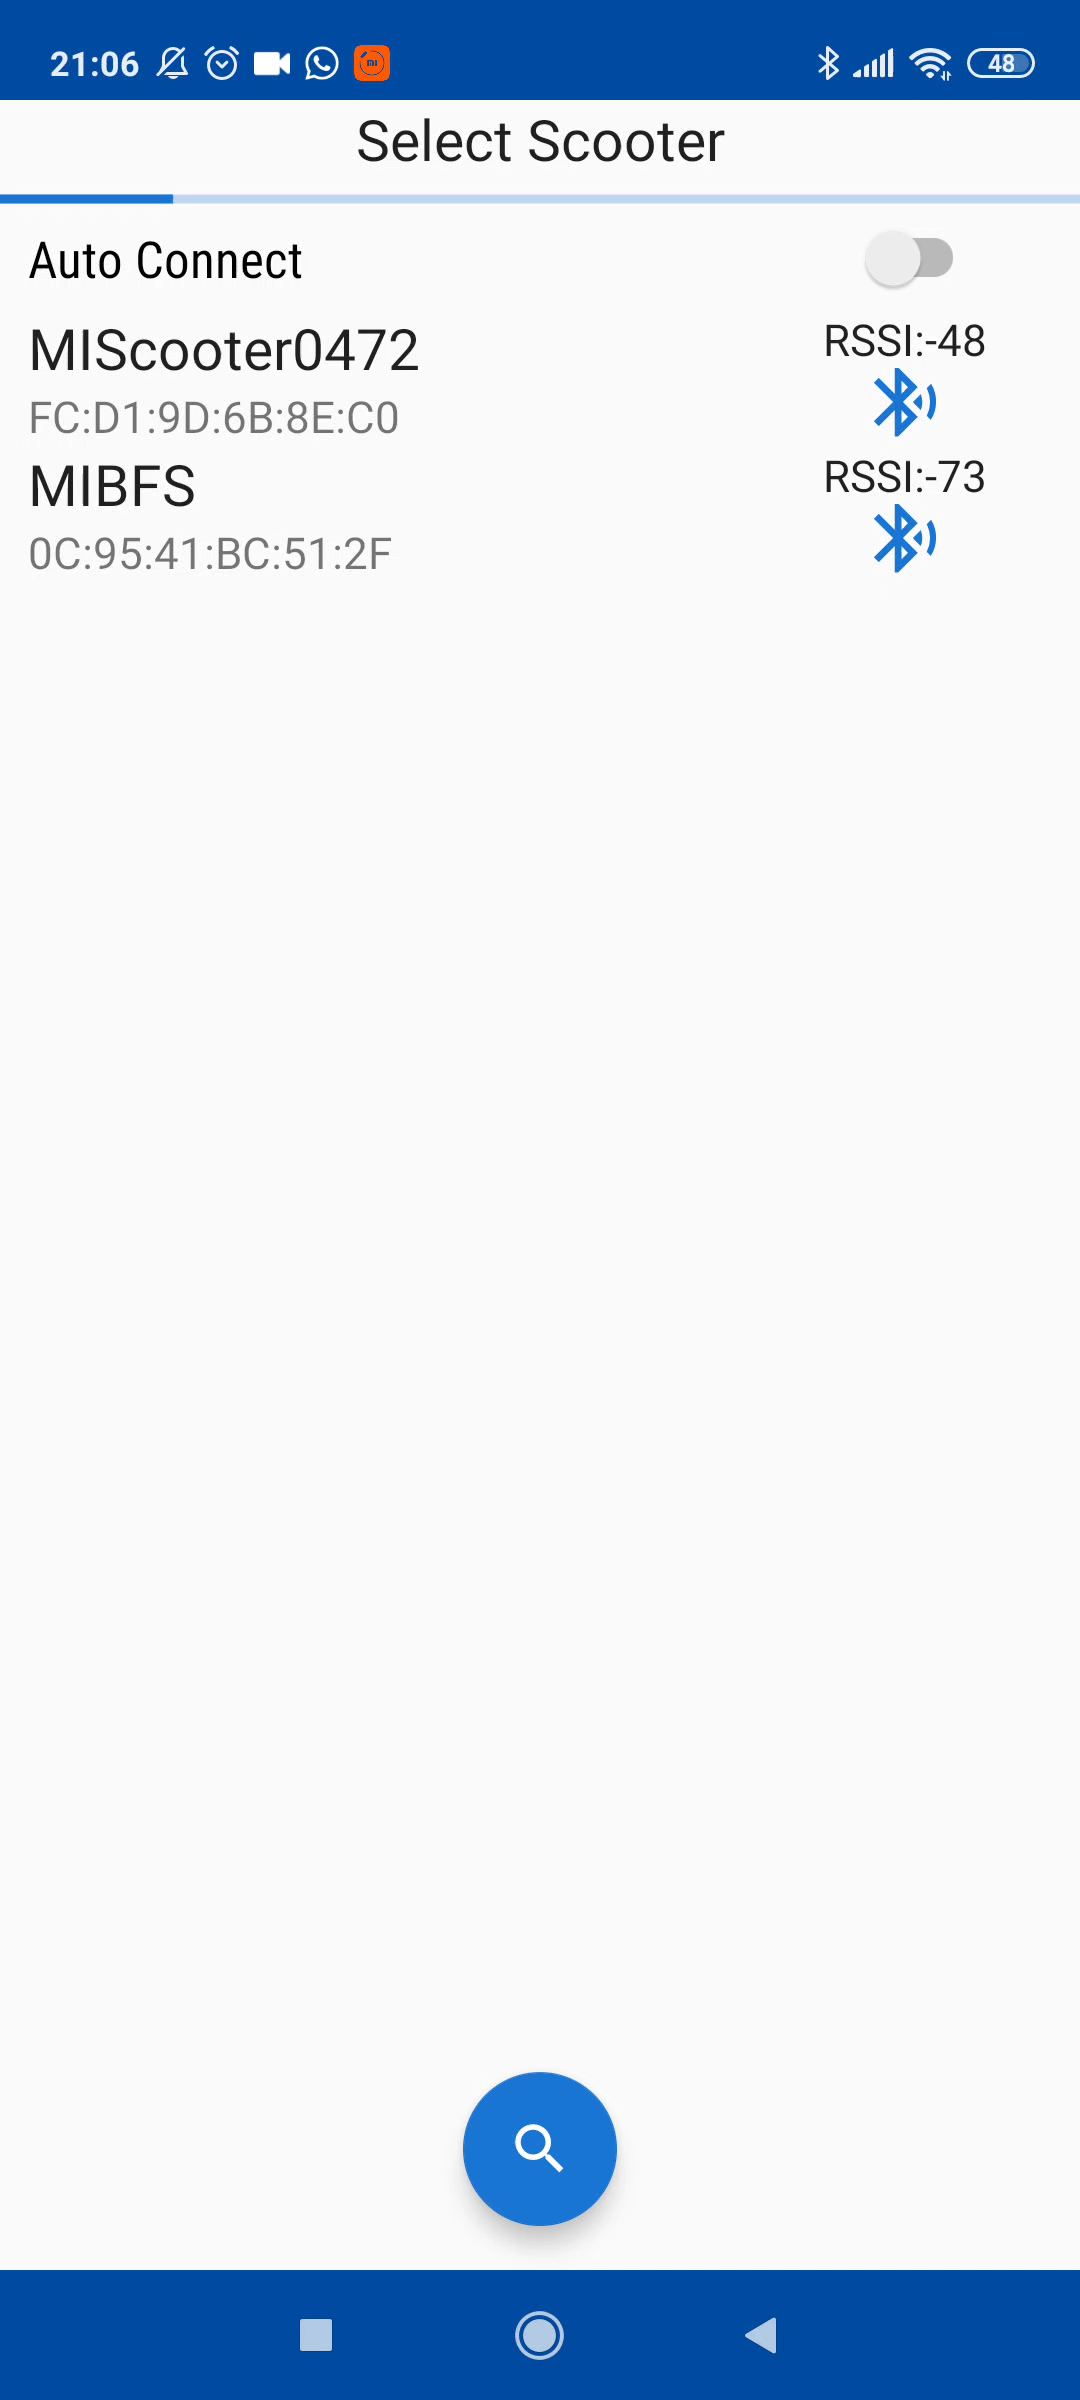 21:06
48
Select Scooter
Auto Connect
MIScooter0472
RSSI:-48
FC:D1:9D:6B:8E:C0
MIBFS
RSSI:-73
0C:95:41:BC:51:2F